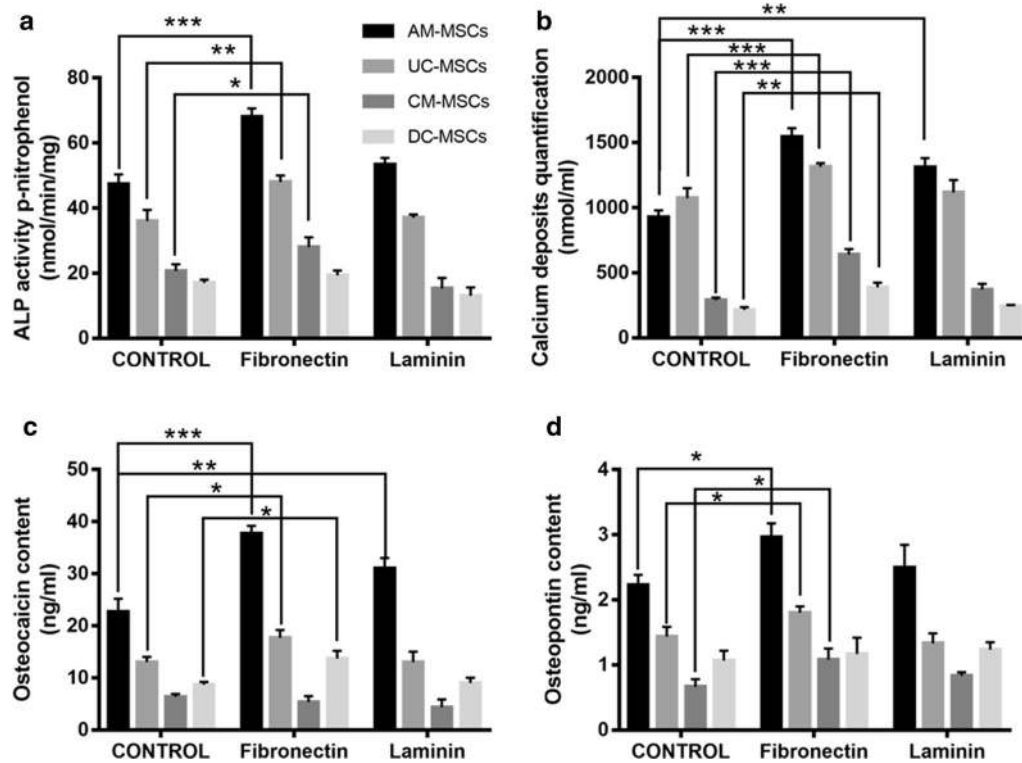 a
ALP activity p-nitrophenol
(nmol/min/mg)
80
60
40
20
0
***
**
*
AM-MSCs
UC-MSCs
CM-MSCs
DC-MSCs
CONTROL Fibronectin Laminin
b
Calcium deposits quantification
(nmol/ml)
2000
1500
1000
500
0
**
***
***
***
**
CONTROL Fibronectin Laminin
c
Osteocaicin content
(ng/ml)
50
40
30
20
10
0
***
**
*
*
CONTROL Fibronectin Laminin
d
Ostepontin content
(ng/ml)
4
3
2
1
0
*
*
*
CONTROL Fibronectin Laminin